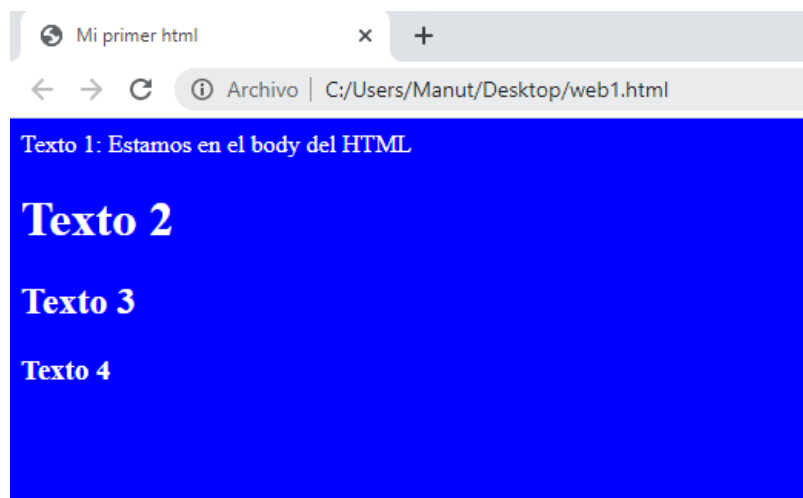 Mi primer html
Archivo | C:/Users/Manut/Desktop/web1.html
Texto 1: Estamos en el body del HTML
Texto 2
Texto 3
Texto 4